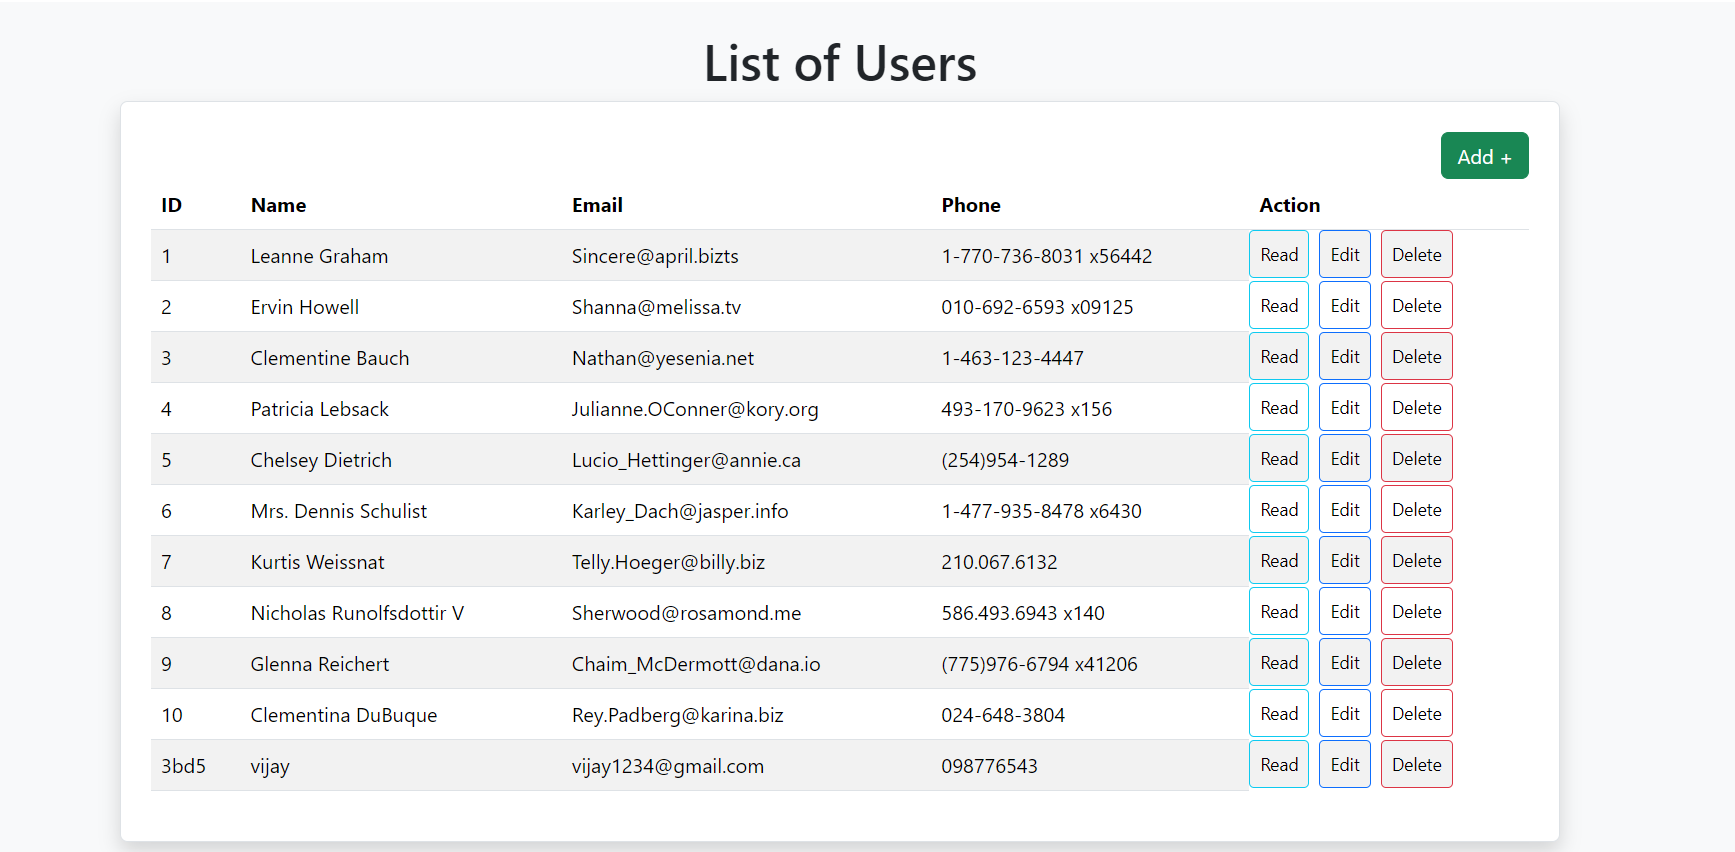 List of Users
Add +
ID Name Email Phone Action
1 Leanne Graham Sincere@april.bizts 1-770-736-8031 x56442 Read Edit Delete
2 Ervin Howell Shanna@melissa.tv 010-692-6593 x09125 Read Edit Delete
3 Clementine Bauch Nathan@yesenia.net 1-463-123-4447 Read Edit Delete
4 Patricia Lebsack Julianne.OConner@kory.org 493-170-9623 x156 Read Edit Delete
5 Chelsey Dietrich Lucio_Hettinger@annie.ca (254)954-1289 Read Edit Delete
6 Mrs. Dennis Schulist Karley_Dach@jasper.info 1-477-935-8478 x6430 Read Edit Delete
7 Kurtis Weissnat Telly.Hoeger@billy.biz 210.067.6132 Read Edit Delete
8 Nicholas Runolfsdottir V Sherwood@rosamond.me 586.493.6943 x140 Read Edit Delete
9 Glenna Reichert Chaim_McDermott@dana.io (775)976-6794 x41206 Read Edit Delete
10 Clementina DuBuque Rey.Padberg@karina.biz 024-648-3804 Read Edit Delete
3bd5 vijay vijay1234@gmail.com 098776543 Read Edit Delete